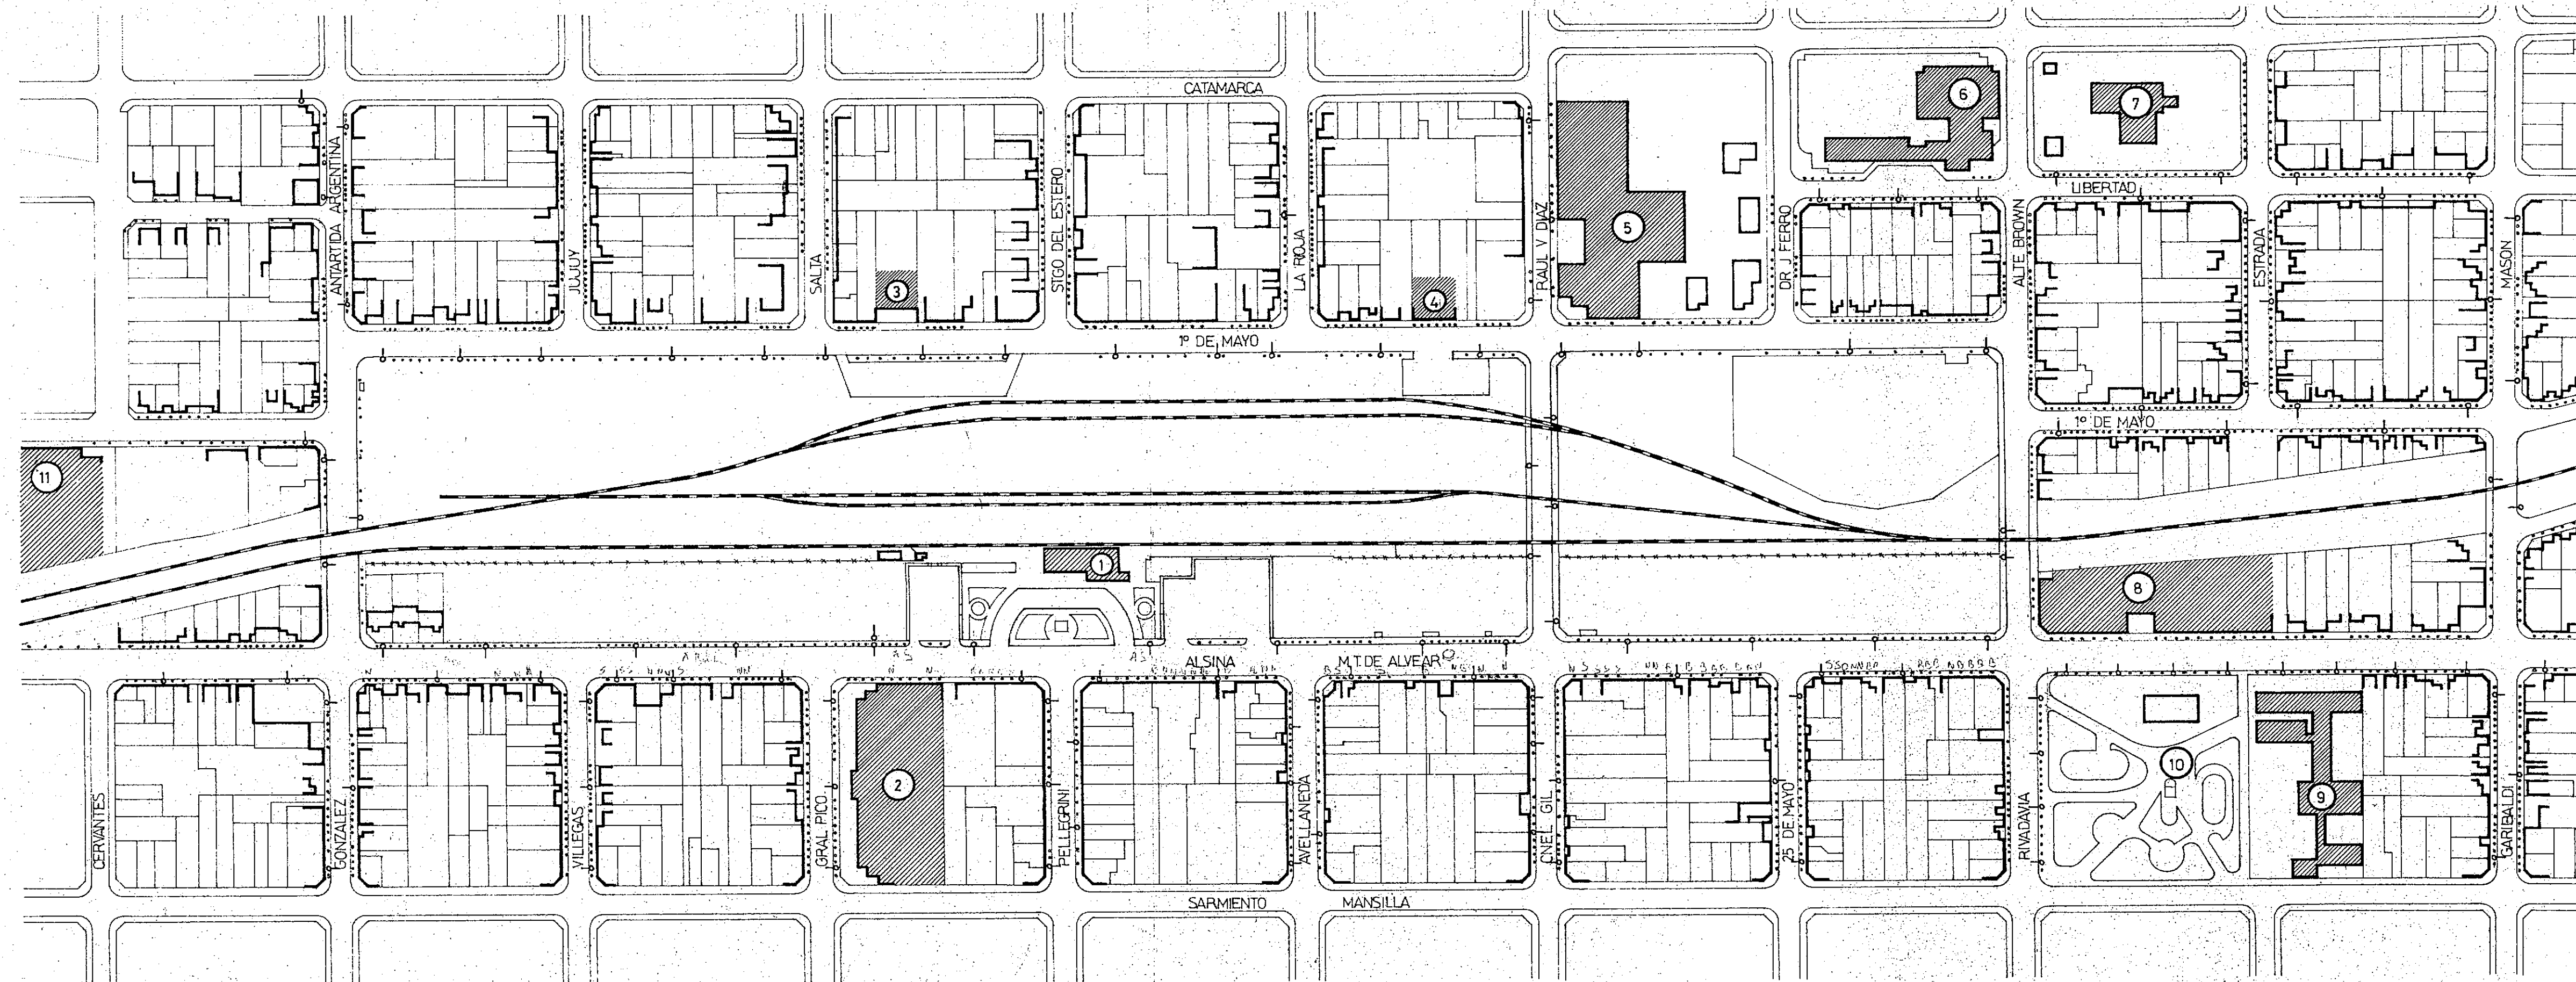 CATAMARCA
6
7
ANTARTIDA ARGENTINA
JUJUY
SALTA
STGO DEL ESTERO
LA RIOJA
RAUL V DIAZ
DR J FERRO
ALTE BROWN
LIBERTAD
ESTRADA
MASON
3
4
5
1º DE MAYO
1º DE MAYO
11
1
8
ALSINA
M.T. DE ALVEAR
CERVANTES
GONZALEZ
VILLEGAS
GRAL PICO
2
PELLEGRINI
AVELLANEDA
CNEL GIL
25 DE MAYO
RIVADAVIA
10
9
GARIBALDI
SARMIENTO
MANSILLA